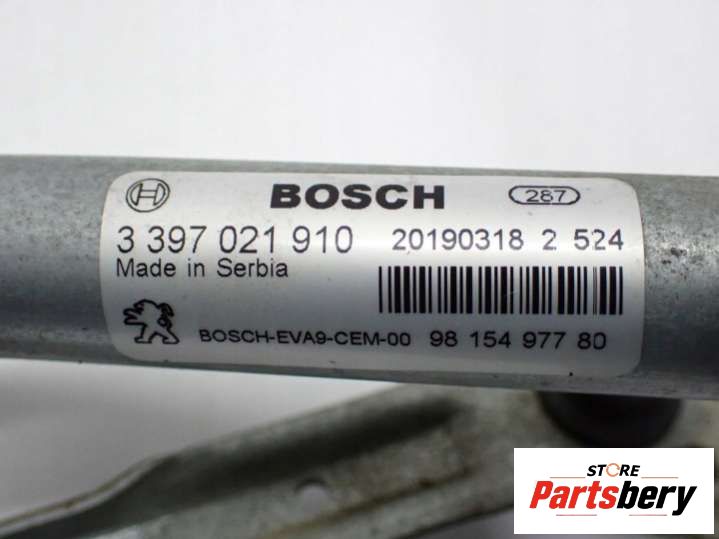 BOSCH 287
3 397 021 910 20190318 2 524
Made in Serbia
BOSCH-EVA9-CEM-00 98 154 977 80
STORE
Partsbery